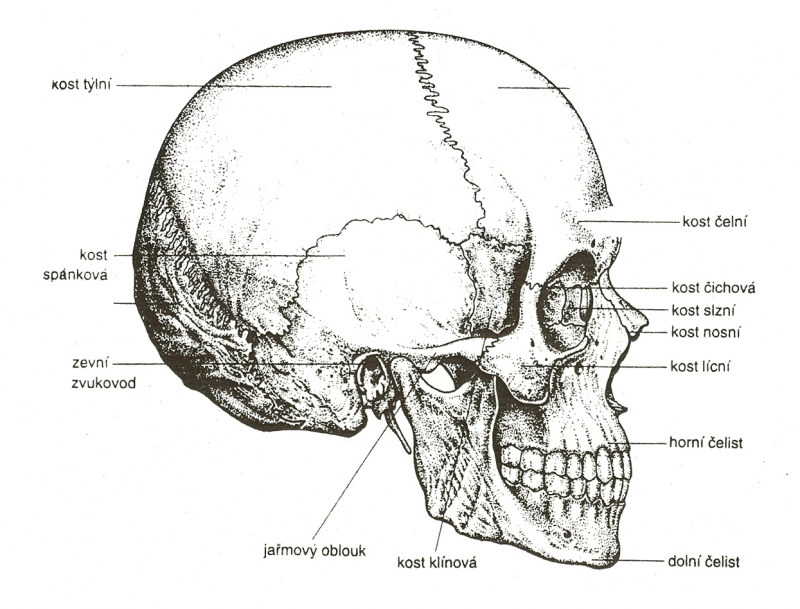 kost týlní
kost čelní
kost
spánková
kost čichová
kost slzní
kost nosní
zevní
zvukovod
kost lícní
horní čelist
jařmový oblouk
kost klínová
dolní čelist